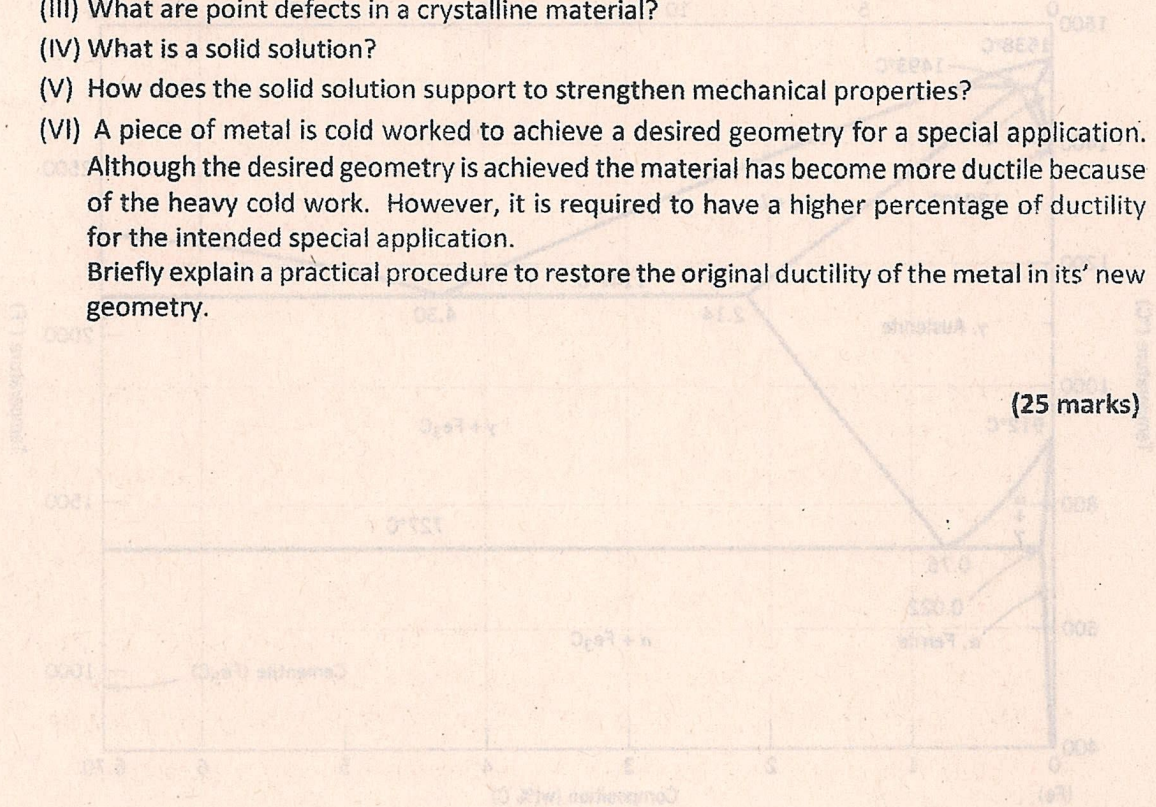 (III) What are point defects in a crystalline material?
(IV) What is a solid solution?
(V) How does the solid solution support to strengthen mechanical properties?
(VI) A piece of metal is cold worked to achieve a desired geometry for a special application.
Although the desired geometry is achieved the material has become more ductile because
of the heavy cold work. However, it is required to have a higher percentage of ductility
for the intended special application.
Briefly explain a practical procedure to restore the original ductility of the metal in its' new
geometry.
(25 marks)